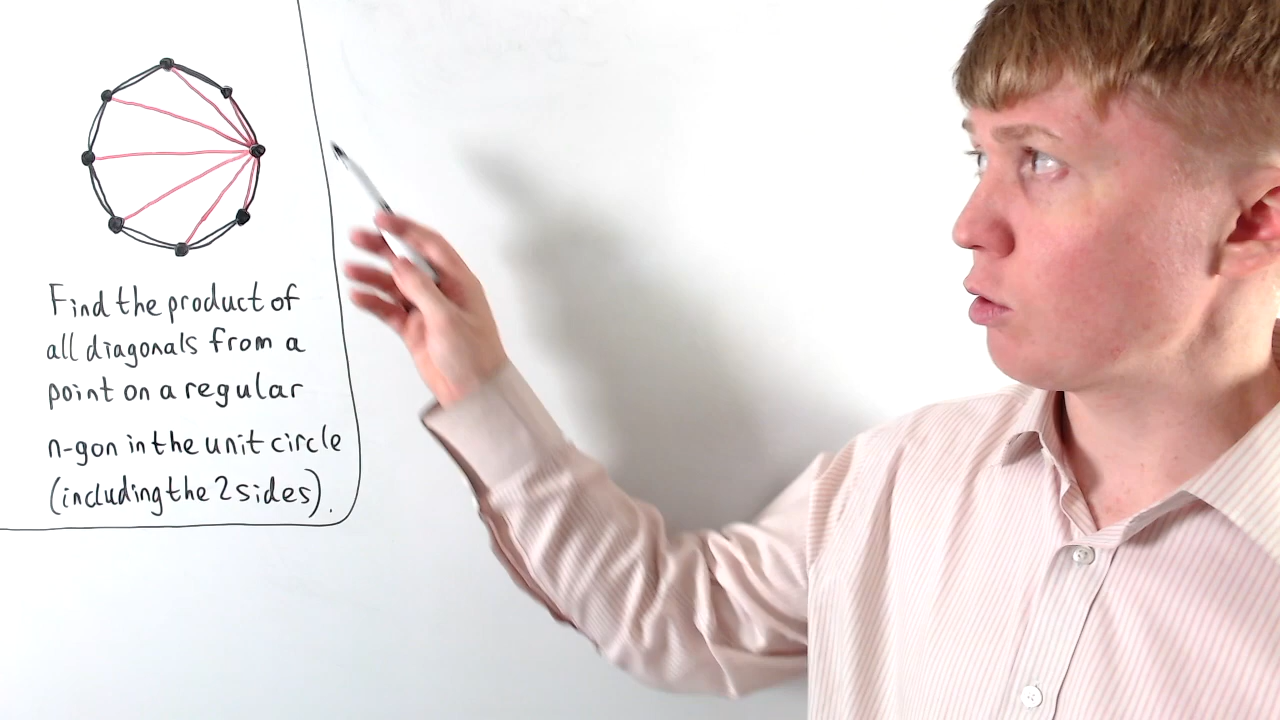 Find the product of
all diagonals from a
point on a regular
n-gon in the unit circle
(including the 2 sides).